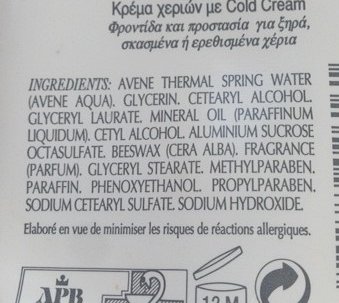 Κρέμα χεριών με Cold Cream
Φροντίδα και προστασία για ξηρά,
σκασμένα ή ερεθισμένα χέρια
INGREDIENTS: AVENE THERMAL SPRING WATER
(AVENE AQUA). GLYCERIN. CETEARYL ALCOHOL.
GLYCERYL LAURATE. MINERAL OIL (PARAFFINUM
LIQUIDUM). CETYL ALCOHOL. ALUMINIUM SUCROSE
OCTASULFATE. BEESWAX (CERA ALBA). FRAGRANCE
(PARFUM). GLYCERYL STEARATE. METHYLPARABEN.
PARAFFIN. PHENOXYETHANOL. PROPYLPARABEN.
SODIUM CETEARYL SULFATE. SODIUM HYDROXIDE.
Elaboré en vue de minimiser les risques de réactions allergiques.
APB
12 M